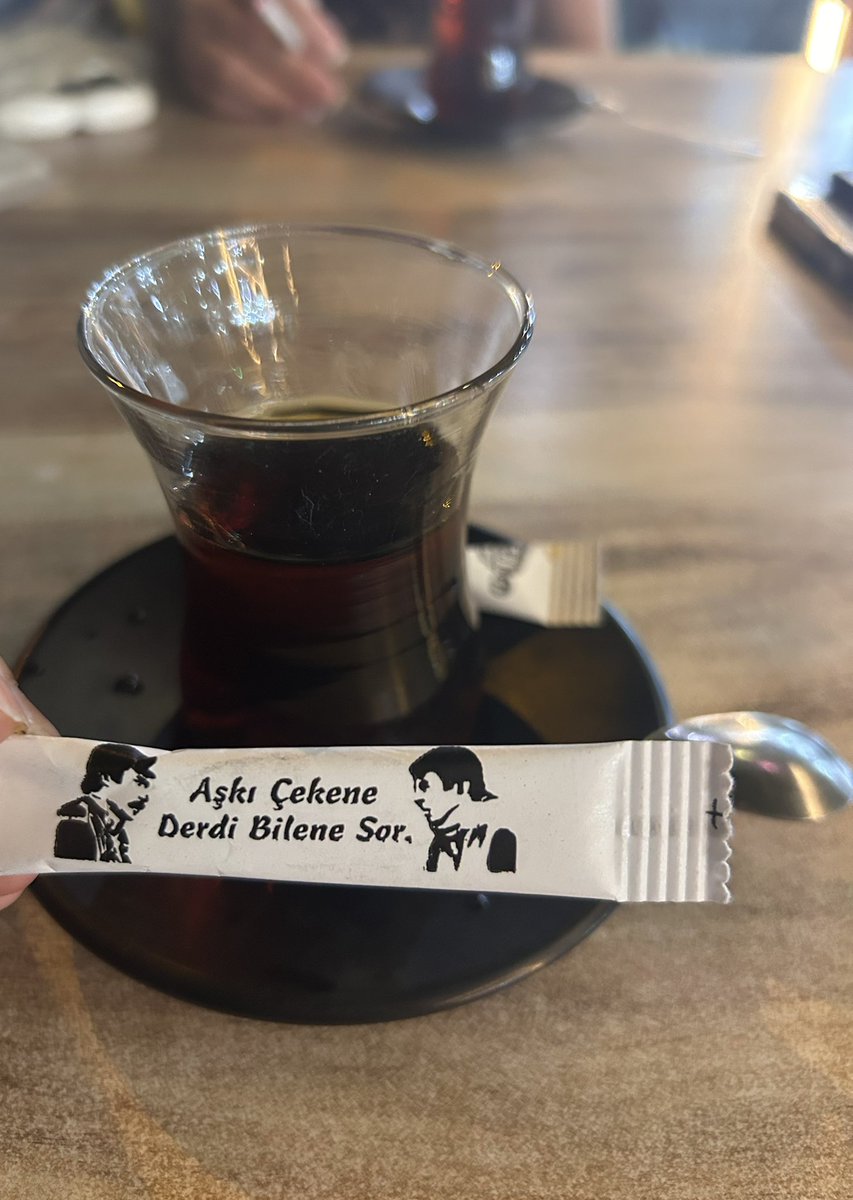 Aşkı Çekene
Derdi Bilene Sor.